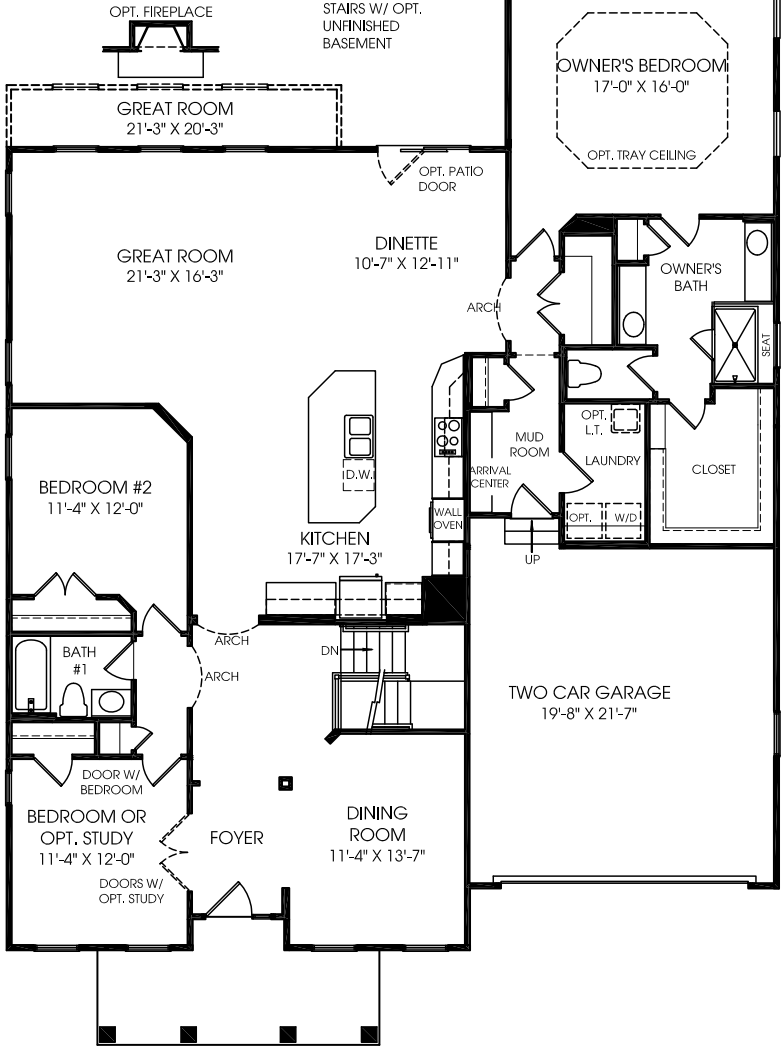 OPT. FIREPLACE
STAIRS W/ OPT.
UNFINISHED
BASEMENT
OWNER'S BEDROOM
17'-0" X 16'-0"
OPT. TRAY CEILING
GREAT ROOM
21'-3" X 20'-3"
OPT. PATIO
DOOR
GREAT ROOM
21'-3" X 16'-3"
DINETTE
10'-7" X 12'-11"
ARCH
OWNER'S
BATH
SEAT
OPT.
L.T.
MUD
ROOM
LAUNDRY
CLOSET
ARRIVAL
CENTER
D.W.
WALL
OVEN
OPT.
W/D
UP
BEDROOM #2
11'-4" X 12'-0"
KITCHEN
17'-7" X 17'-3"
ARCH
DN
BATH
#1
ARCH
TWO CAR GARAGE
19'-8" X 21'-7"
DOOR W/
BEDROOM
BEDROOM OR
OPT. STUDY
11'-4" X 12'-0"
DOORS W/
OPT. STUDY
FOYER
DINING
ROOM
11'-4" X 13'-7"